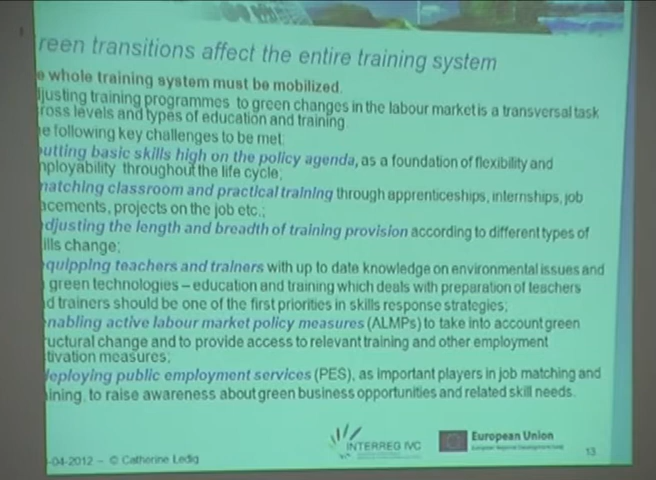 reen transitions affect the entire training system
e whole training system must be mobilized.
ljusting training programmes to green changes in the labour market is a transversal task
ross levels and types of education and training.
e following key challenges to be met:
utting basic skills high on the policy agenda, as a foundation of flexibility and
nployability throughout the life cycle;
natching classroom and practical training through apprenticeships, internships, job
acements, projects on the job etc.;
djusting the length and breadth of training provision according to different types of
ills change;
quipping teachers and trainers with up to date knowledge on environmental issues and
green technologies – education and training which deals with preparation of teachers
d trainers should be one of the first priorities in skills response strategies;
nabling active labour market policy measures (ALMPs) to take into account green
ructural change and to provide access to relevant training and other employment
tivation measures;
eploying public employment services (PES), as important players in job matching and
ining, to raise awareness about green business opportunities and related skill needs.
INTERREG IVC
European Union
-04-2012 – © Catherine Ledig
13